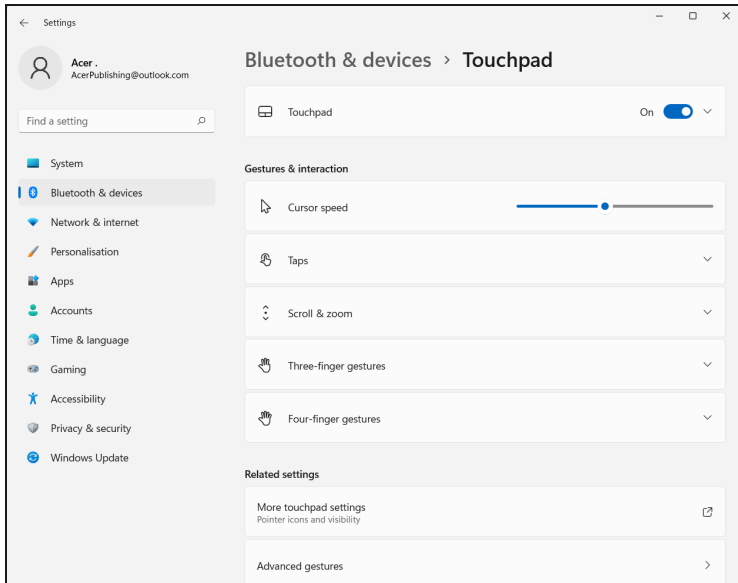 Settings
Acer .
AcerPublishing@outlook.com
Find a setting
System
Bluetooth & devices
Network & internet
Personalisation
Apps
Accounts
Time & language
Gaming
Accessibility
Privacy & security
Windows Update
Bluetooth & devices > Touchpad
Touchpad
On
Gestures & interaction
Cursor speed
Taps
Scroll & zoom
Three-finger gestures
Four-finger gestures
Related settings
More touchpad settings
Pointer icons and visibility
Advanced gestures